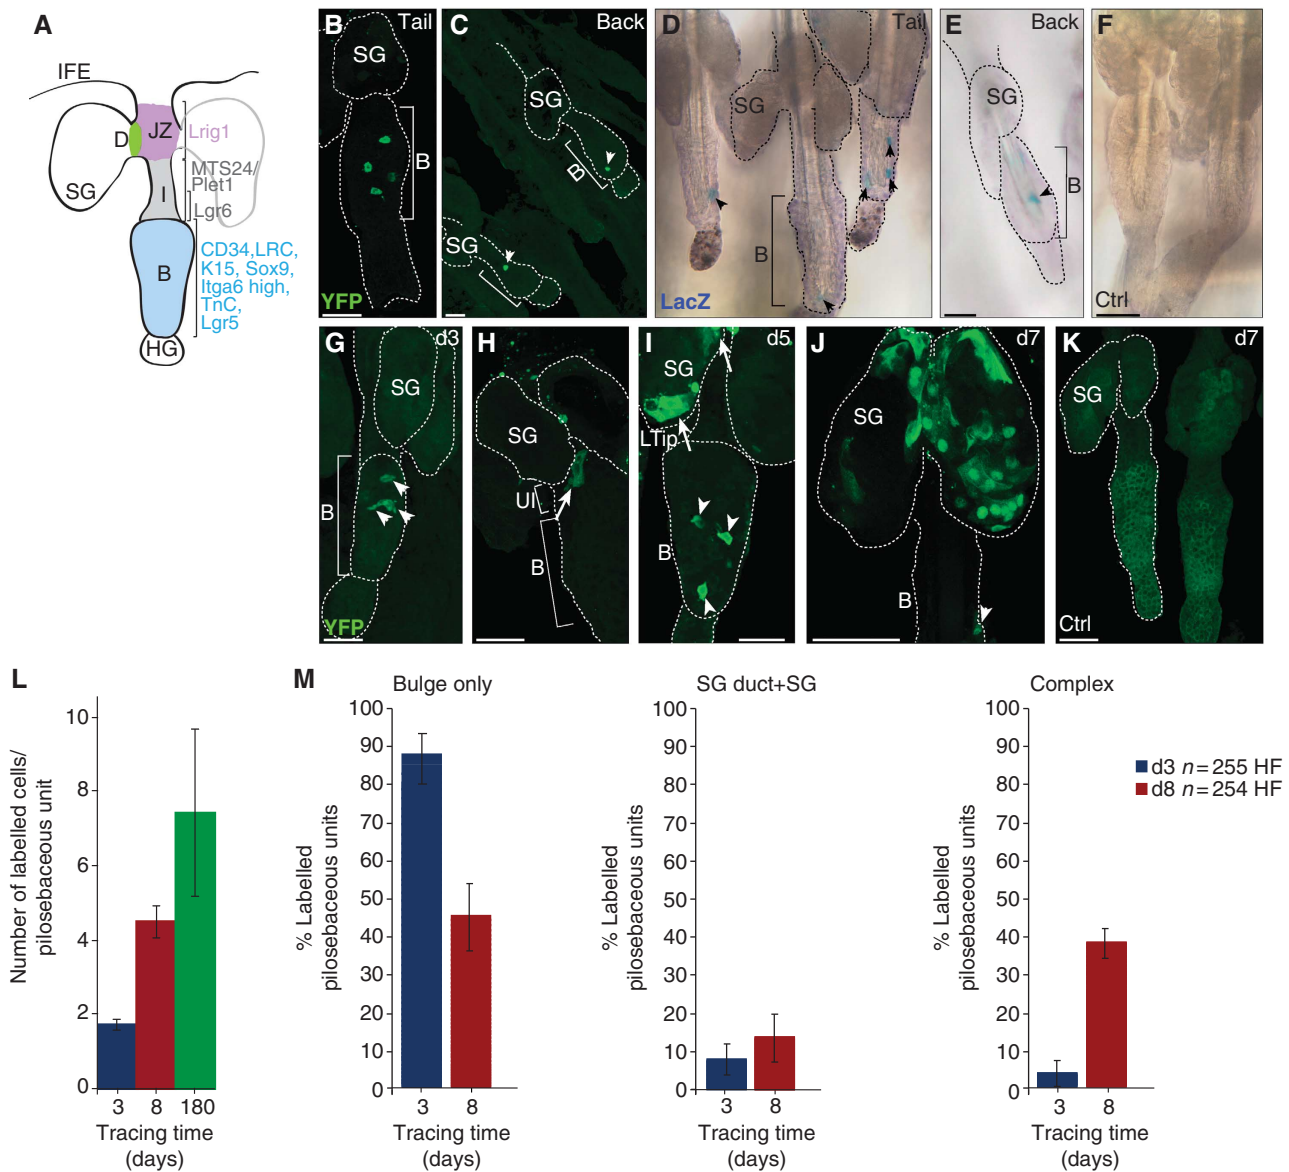 A
IFE
D
JZ
Lrig1
MTS24/
Plet1
SG
I
Lgr6
B
CD34,LRC,
K15, Sox9,
Itga6 high,
TnC,
Lgr5
HG
B Tail
SG
B
YFP
C Back
SG
B
SG
D Tail
SG
B
LacZ
E Back
SG
B
F
Ctrl
G d3
SG
B
YFP
H
SG
UI
B
I d5
SG
LTip
B
J d7
SG
B
K d7
SG
Ctrl
L
Number of labelled cells/
pilosebaceous unit
10
8
6
4
2
0
3 8 180
Tracing time
(days)
M
Bulge only
% Labelled
pilosebaceous units
100
90
80
70
60
50
40
30
20
10
0
3 8
Tracing time
(days)
SG duct+SG
% Labelled
pilosebaceous units
100
90
80
70
60
50
40
30
20
10
0
3 8
Tracing time
(days)
Complex
% Labelled
pilosebaceous units
100
90
80
70
60
50
40
30
20
10
0
3 8
Tracing time
(days)
d3 n=255 HF
d8 n=254 HF